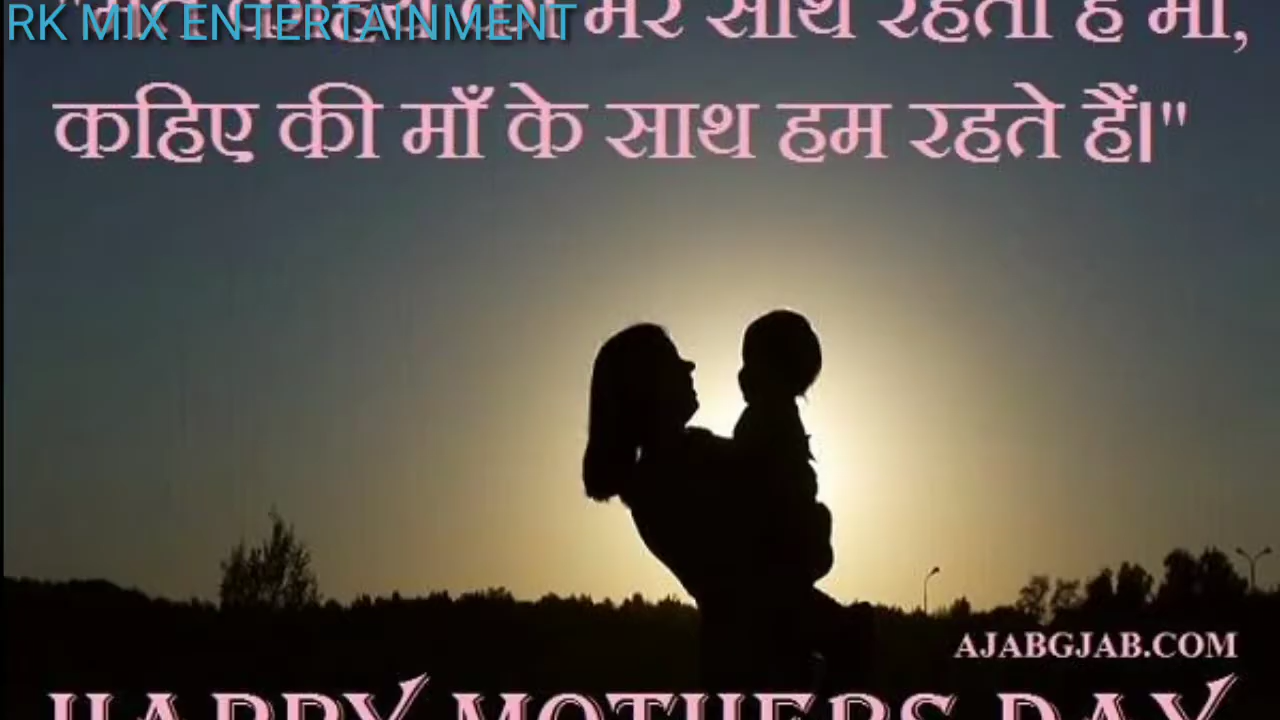 RK MIX ENTERTAINMENT
मेरे साथ रहती है माँ,
कहिए की माँ के साथ हम रहते हैं।"
AJABGJAB.COM
HAPPY MOTHERS DAY